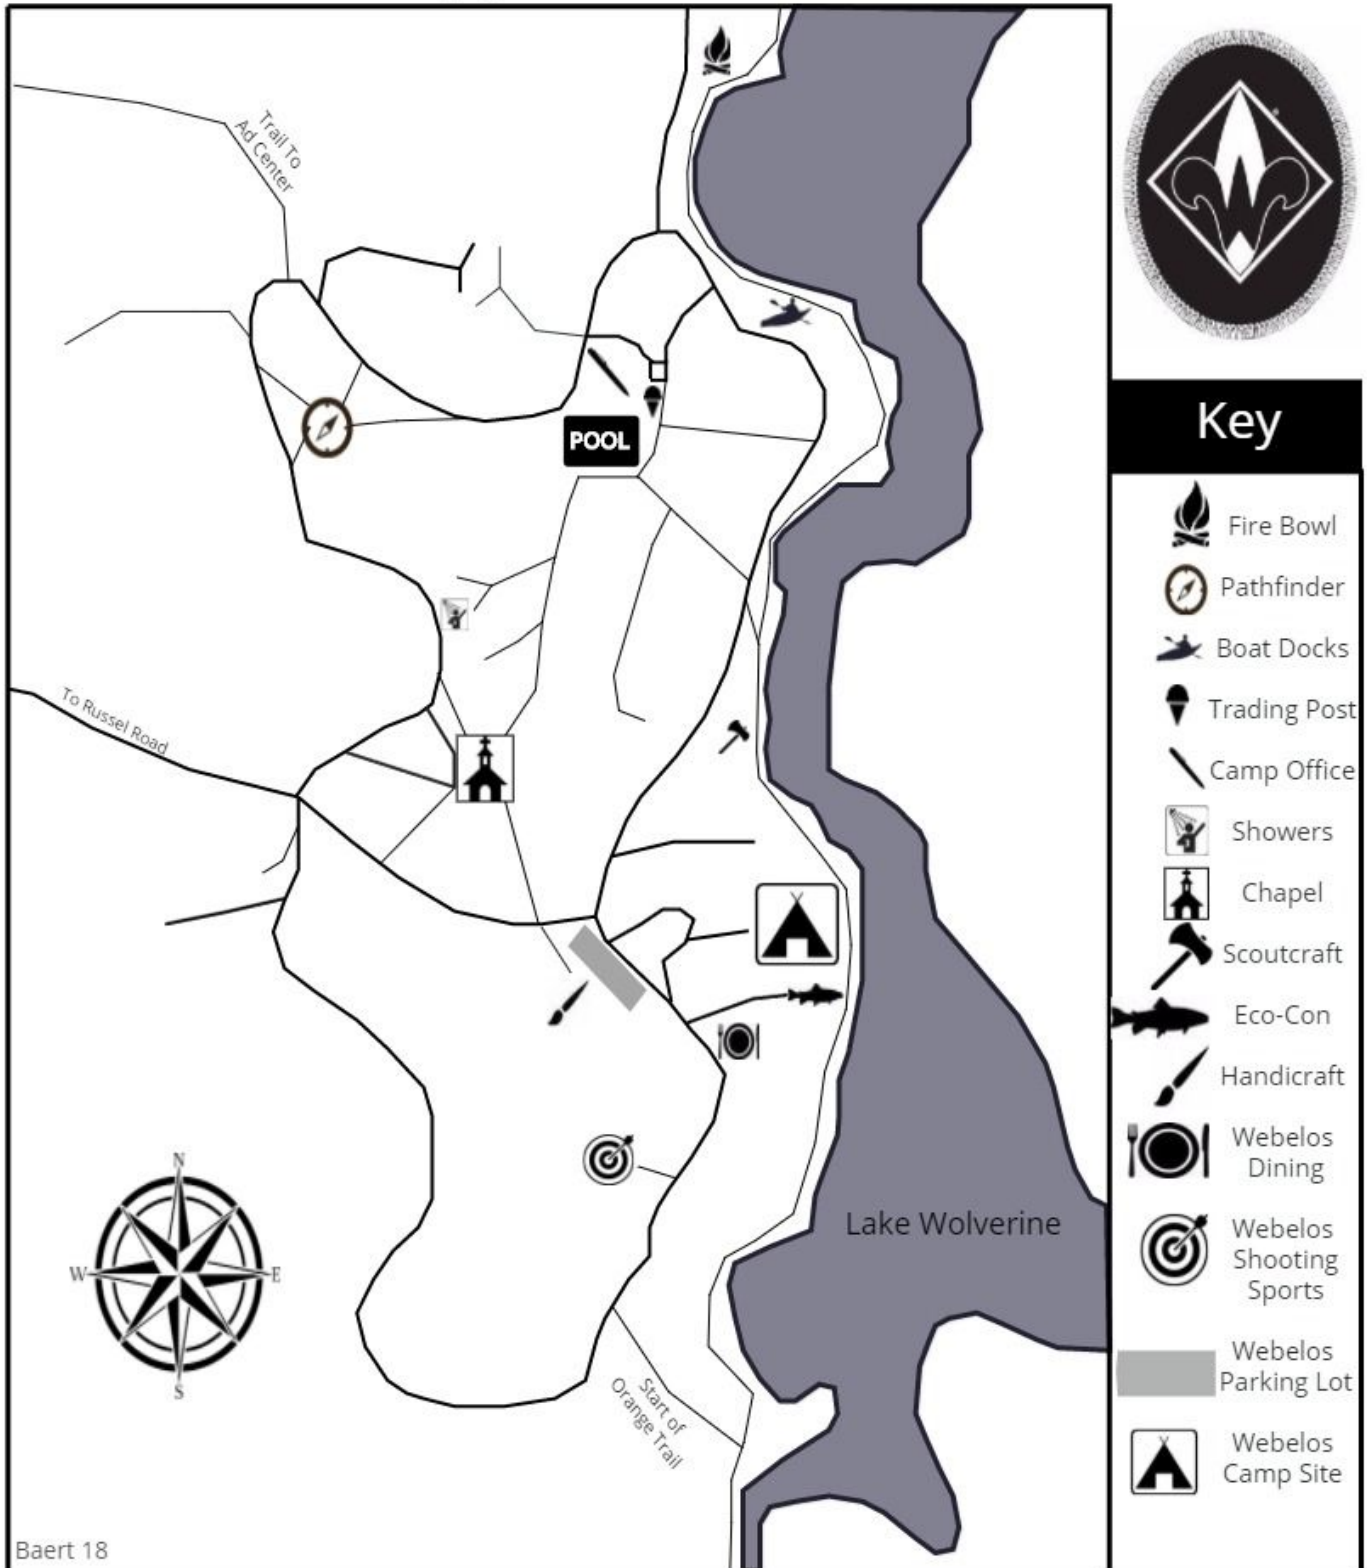 Trail To
Ad Center
POOL
To Russel Road
N
W
E
S
Lake Wolverine
Start of
Orange Trail
Baert 18
W
Key
Fire Bowl
Pathfinder
Boat Docks
Trading Post
Camp Office
Showers
Chapel
Scoutcraft
Eco-Con
Handicraft
Webelos
Dining
Webelos
Shooting
Sports
Webelos
Parking Lot
Webelos
Camp Site